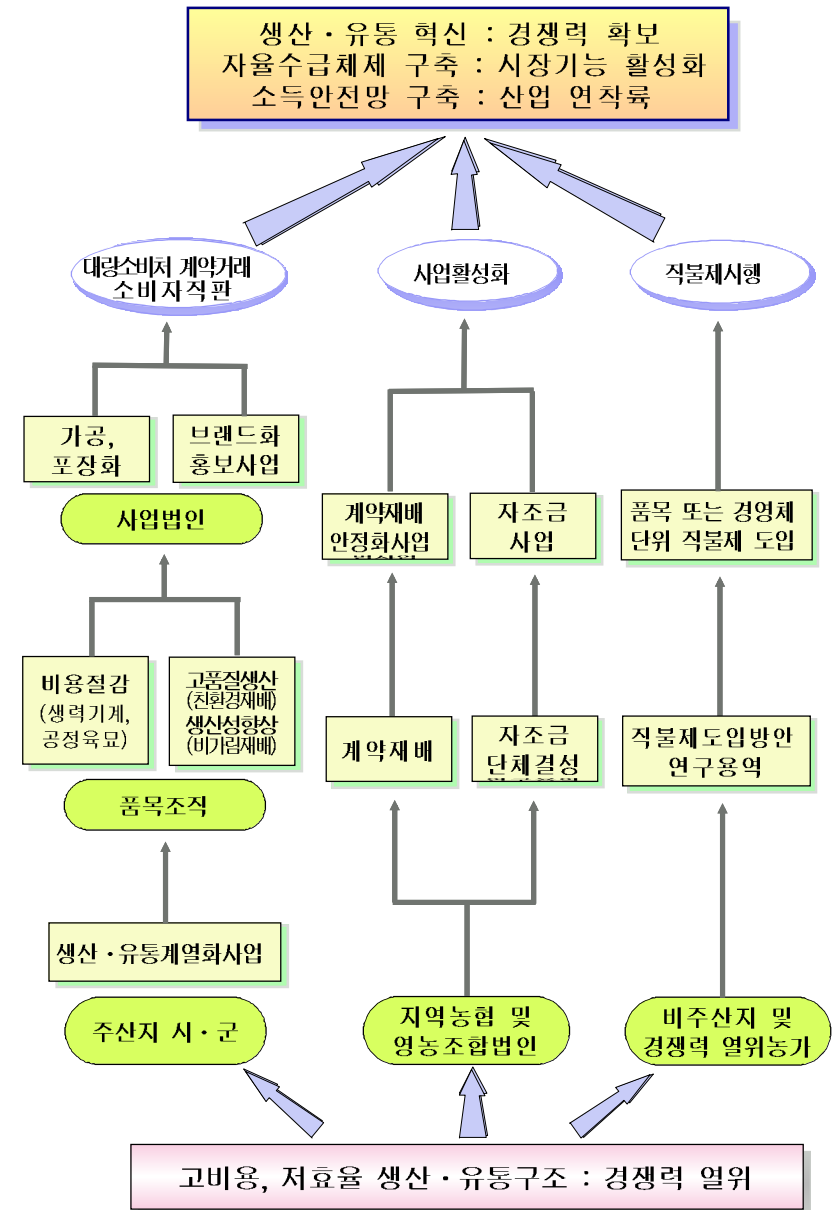 생산・유통 혁신 : 경쟁력 확보
자율수급체제 구축 : 시장기능 활성화
소득안전망 구축 : 산업 연착륙
대량소비처 계약거래
소비자직판
사업활성화
직불제시행
가공,
포장화
브랜드화
홍보사업
사업법인
계약재배
안정화사업
자조금
사업
품목 또는 경영체
단위 직불제 도입
비용절감
(생력기계,
공정육묘)
고품질생산
(친환경재배)
생산성향상
(비가림재배)
품목조직
계약재배
자조금
단체결성
직불제도입방안
연구용역
생산・유통계열화사업
주산지 시・군
지역농협 및
영농조합법인
비주산지 및
경쟁력 열위농가
고비용, 저효율 생산・유통구조 : 경쟁력 열위